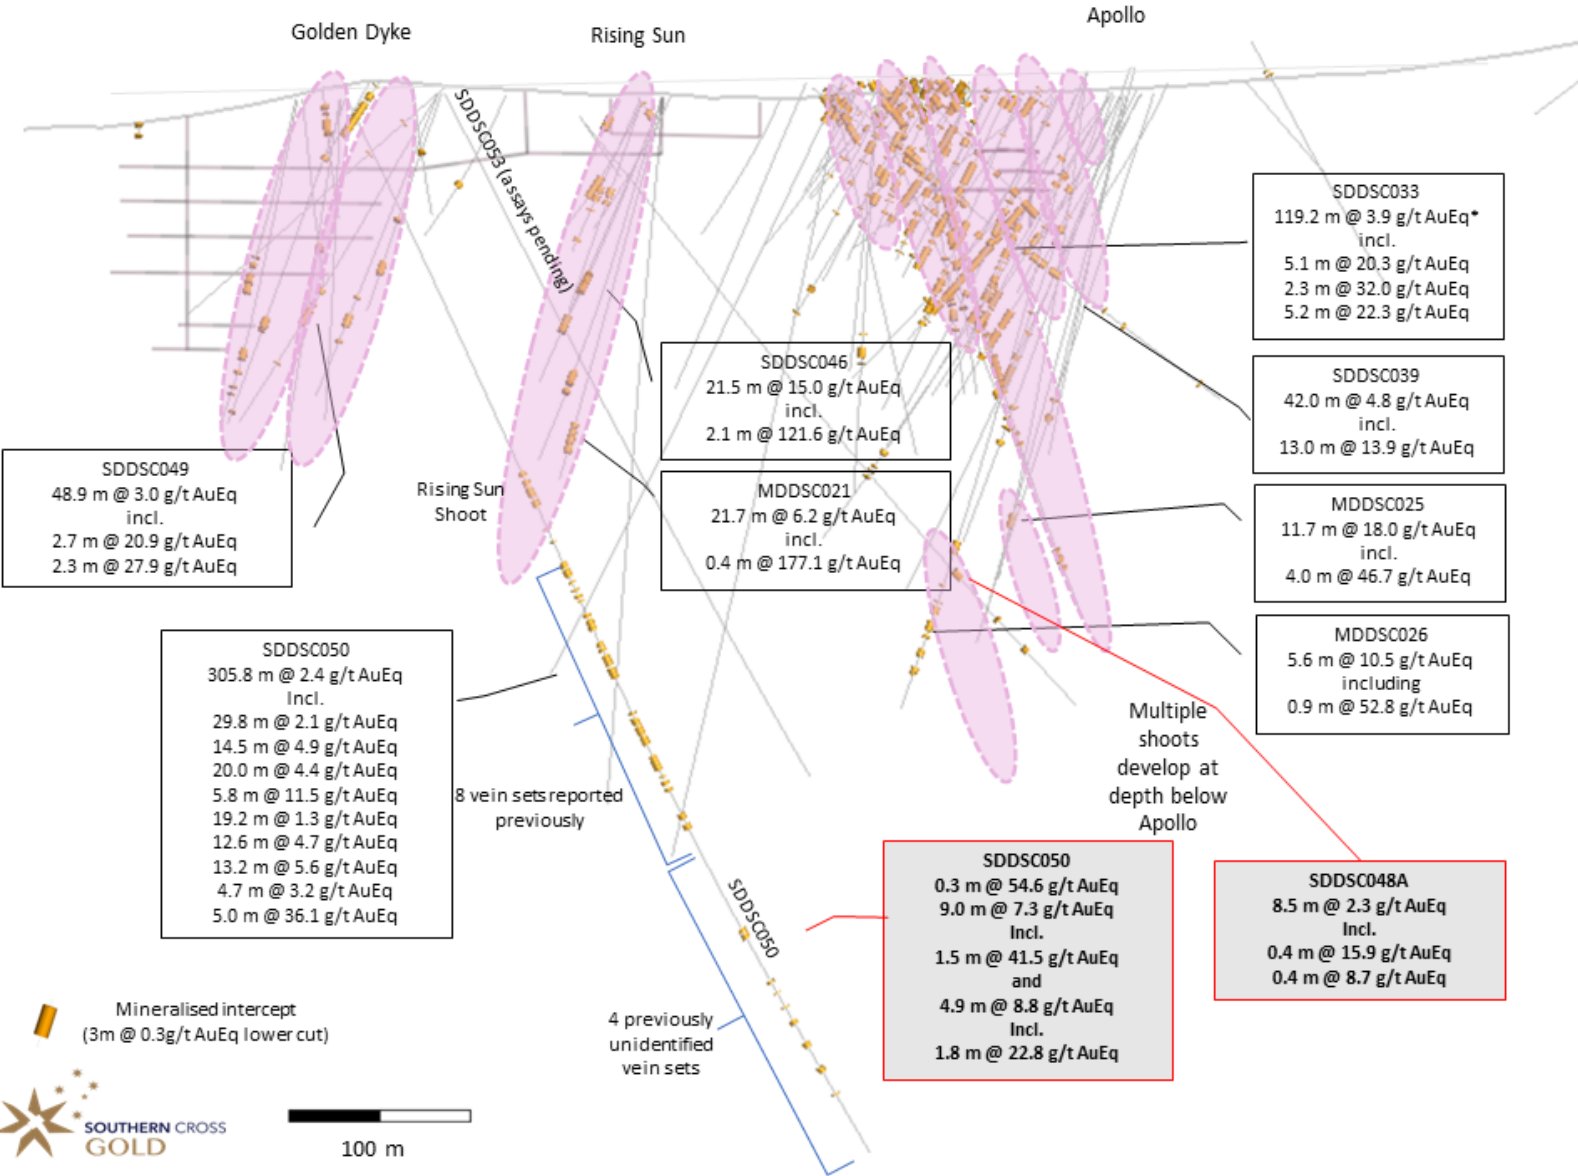 Golden Dyke
Rising Sun
Apollo
SDDSC053 (assays pending)
SDDSC033
119.2 m @ 3.9 g/t AuEq*
incl.
5.1 m @ 20.3 g/t AuEq
2.3 m @ 32.0 g/t AuEq
5.2 m @ 22.3 g/t AuEq
SDDSC046
21.5 m @ 15.0 g/t AuEq
incl.
2.1 m @ 121.6 g/t AuEq
SDDSC039
42.0 m @ 4.8 g/t AuEq
incl.
13.0 m @ 13.9 g/t AuEq
SDDSC049
48.9 m @ 3.0 g/t AuEq
incl.
2.7 m @ 20.9 g/t AuEq
2.3 m @ 27.9 g/t AuEq
Rising Sun
Shoot
MDDSC021
21.7 m @ 6.2 g/t AuEq
incl.
0.4 m @ 177.1 g/t AuEq
MDDSC025
11.7 m @ 18.0 g/t AuEq
incl.
4.0 m @ 46.7 g/t AuEq
MDDSC026
5.6 m @ 10.5 g/t AuEq
including
0.9 m @ 52.8 g/t AuEq
SDDSC050
305.8 m @ 2.4 g/t AuEq
Incl.
29.8 m @ 2.1 g/t AuEq
14.5 m @ 4.9 g/t AuEq
20.0 m @ 4.4 g/t AuEq
5.8 m @ 11.5 g/t AuEq
19.2 m @ 1.3 g/t AuEq
12.6 m @ 4.7 g/t AuEq
13.2 m @ 5.6 g/t AuEq
4.7 m @ 3.2 g/t AuEq
5.0 m @ 36.1 g/t AuEq
8 vein sets reported
previously
Multiple
shoots
develop at
depth below
Apollo
SDDSC050
SDDSC050
0.3 m @ 54.6 g/t AuEq
9.0 m @ 7.3 g/t AuEq
Incl.
1.5 m @ 41.5 g/t AuEq
and
4.9 m @ 8.8 g/t AuEq
Incl.
1.8 m @ 22.8 g/t AuEq
SDDSC048A
8.5 m @ 2.3 g/t AuEq
Incl.
0.4 m @ 15.9 g/t AuEq
0.4 m @ 8.7 g/t AuEq
4 previously
unidentified
vein sets
Mineralised intercept
(3m @ 0.3g/t AuEq lower cut)
SOUTHERN CROSS
GOLD
100 m